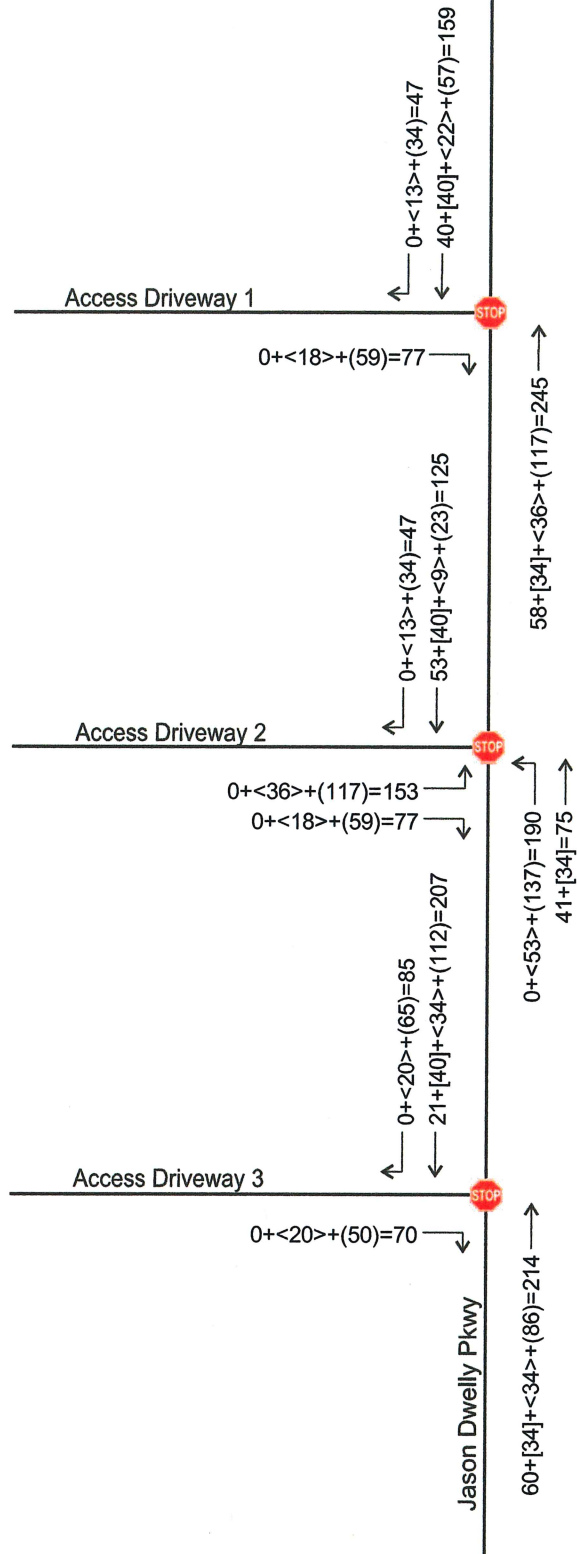 0+<13>+(34)=47
40+[40]+<22>+(57)=159
Access Driveway 1
STOP
0+<18>+(59)=77
58+[34]+<36>+(117)=245
0+<13>+(34)=47
53+[40]+<9>+(23)=125
Access Driveway 2
STOP
0+<36>+(117)=153
0+<18>+(59)=77
0+<53>+(137)=190
41+[34]=75
0+<20>+(65)=85
21+[40]+<34>+(112)=207
Access Driveway 3
STOP
0+<20>+(50)=70
60+[34]+<34>+(86)=214
Jason Dwelly Pkwy